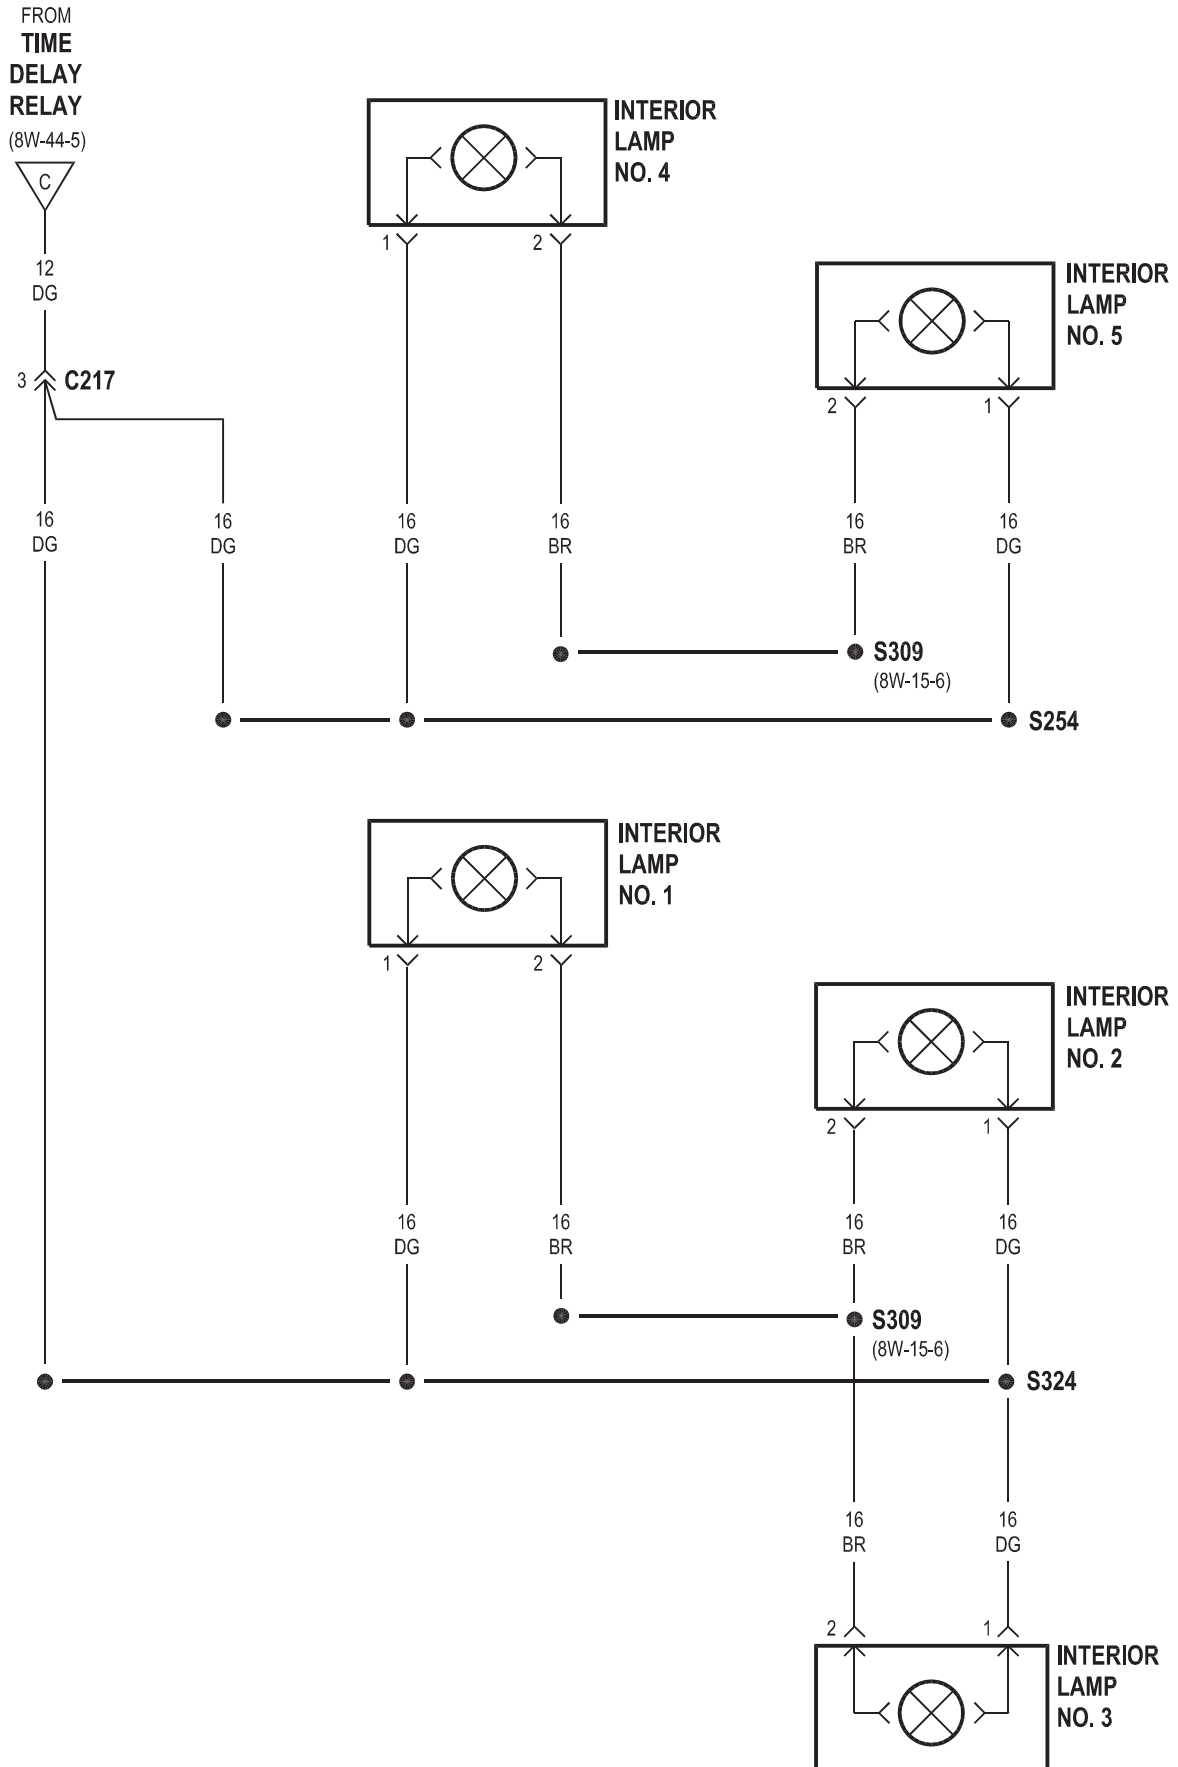 FROM
TIME
DELAY
RELAY
(8W-44-5)
C
12
DG
3
C217
INTERIOR
LAMP
NO. 4
1
2
INTERIOR
LAMP
NO. 5
2
1
16
DG
16
DG
16
DG
16
BR
16
BR
16
DG
S309
(8W-15-6)
S254
INTERIOR
LAMP
NO. 1
1
2
INTERIOR
LAMP
NO. 2
2
1
16
DG
16
BR
16
BR
16
DG
S309
(8W-15-6)
S324
16
BR
16
DG
2
1
INTERIOR
LAMP
NO. 3